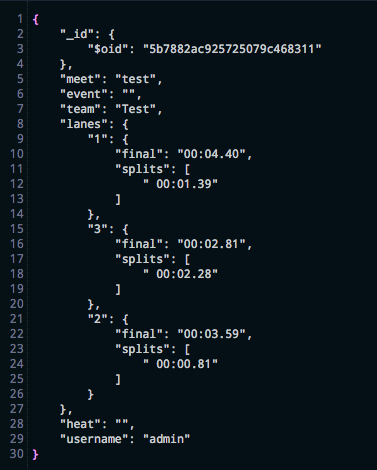 1 {
2 "_id": {
3 "$oid": "5b7882ac925725079c468311"
4 },
5 "meet": "test",
6 "event": "",
7 "team": "Test",
8 "lanes": {
9 "1": {
10 "final": "00:04.40",
11 "splits": [
12 " 00:01.39"
13 ]
14 },
15 "3": {
16 "final": "00:02.81",
17 "splits": [
18 " 00:02.28"
19 ]
20 },
21 "2": {
22 "final": "00:03.59",
23 "splits": [
24 " 00:00.81"
25 ]
26 }
27 },
28 "heat": "",
29 "username": "admin"
30 }